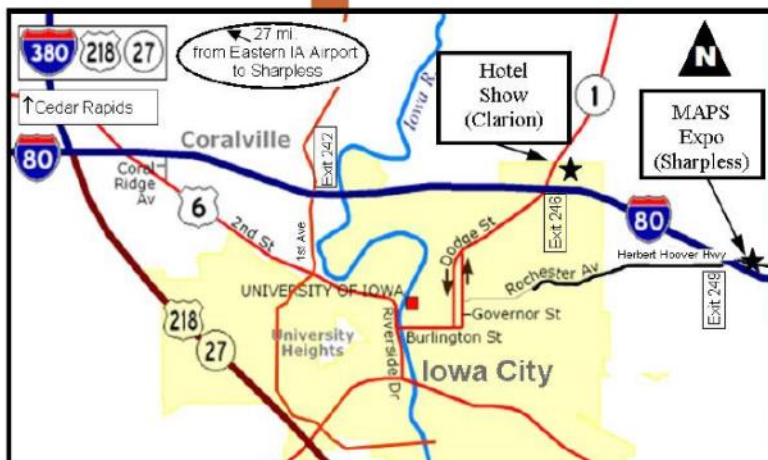 380 218 27
↑Cedar Rapids
27 mi.
from Eastern IA Airport
to Sharpless
Iowa R.
Hotel
Show
(Clarion)
1
N
MAPS
Expo
(Sharpless)
Coralville
Exit 242
80
Coral
Ridge
Av
6
2nd St
1st Ave
Exit 246
80
Dodge St
Herbert Hoover Hwy
Rochester Av
Exit 249
UNIVERSITY OF IOWA
Governor St
218
27
University
Heights
Riverside Dr
Burlington St
Iowa City